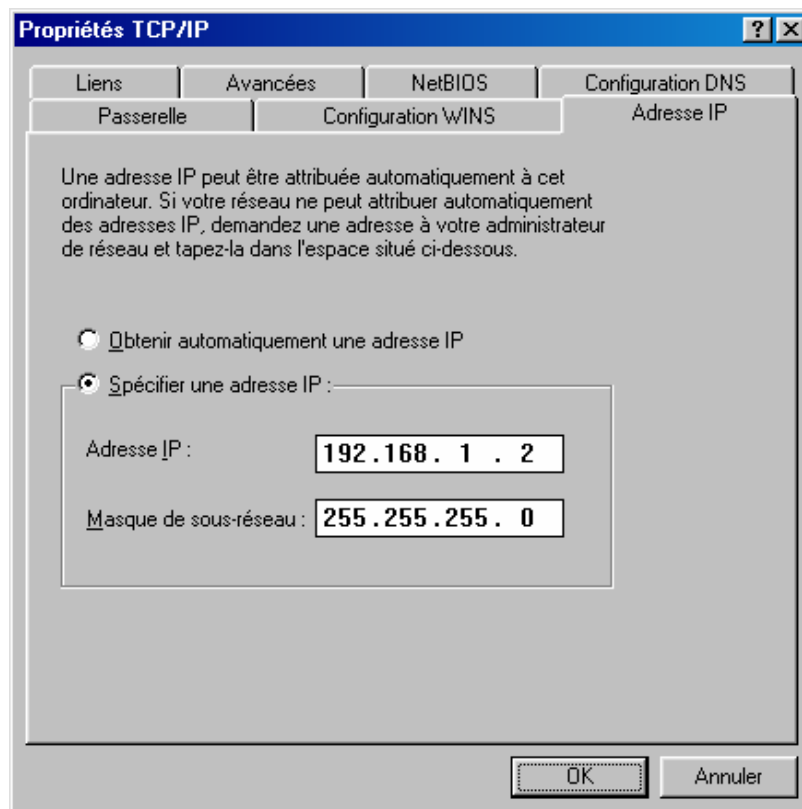 Propriétés TCP/IP
Liens Avancées NetBIOS Configuration DNS
Passerelle Configuration WINS Adresse IP
Une adresse IP peut être attribuée automatiquement à cet
ordinateur. Si votre réseau ne peut attribuer automatiquement
des adresses IP, demandez une adresse à votre administrateur
de réseau et tapez-la dans l'espace situé ci-dessous.
Obtenir automatiquement une adresse IP
Spécifier une adresse IP :
Adresse IP : 192.168. 1 . 2
Masque de sous-réseau : 255.255.255. 0
OK Annuler